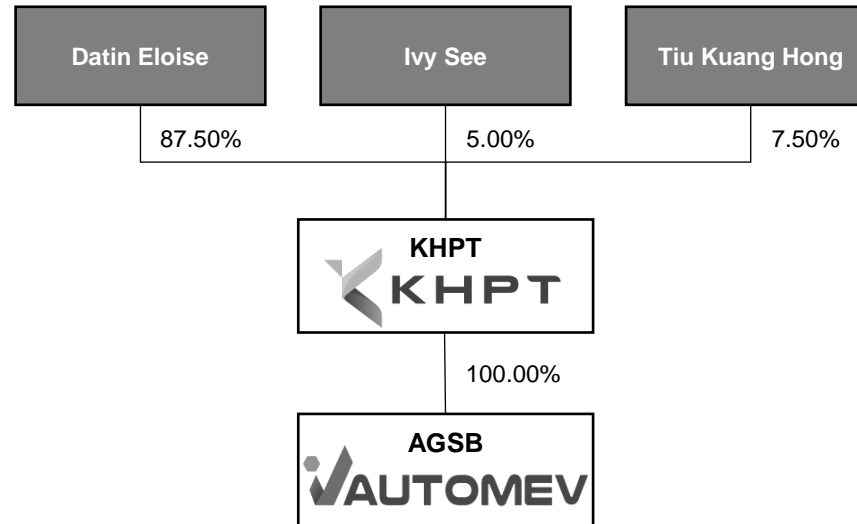 Datin Eloise
Ivy See
Tiu Kuang Hong
87.50%
5.00%
7.50%
KHPT
KHPT
100.00%
AGSB
AUTOMEV